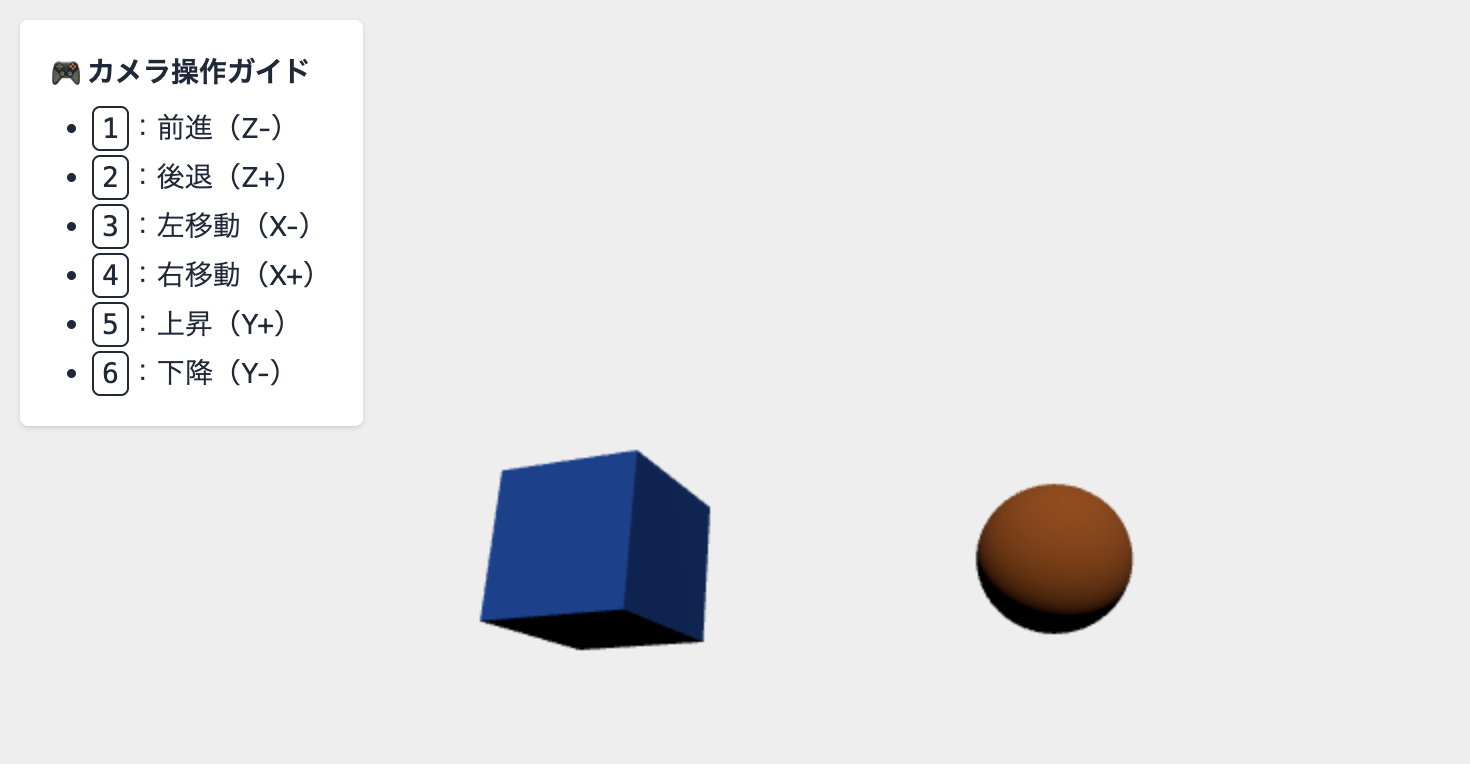 🎮 カメラ操作ガイド
1：前進（Z-）
2：後退（Z+）
3：左移動（X-）
4：右移動（X+）
5：上昇（Y+）
6：下降（Y-）